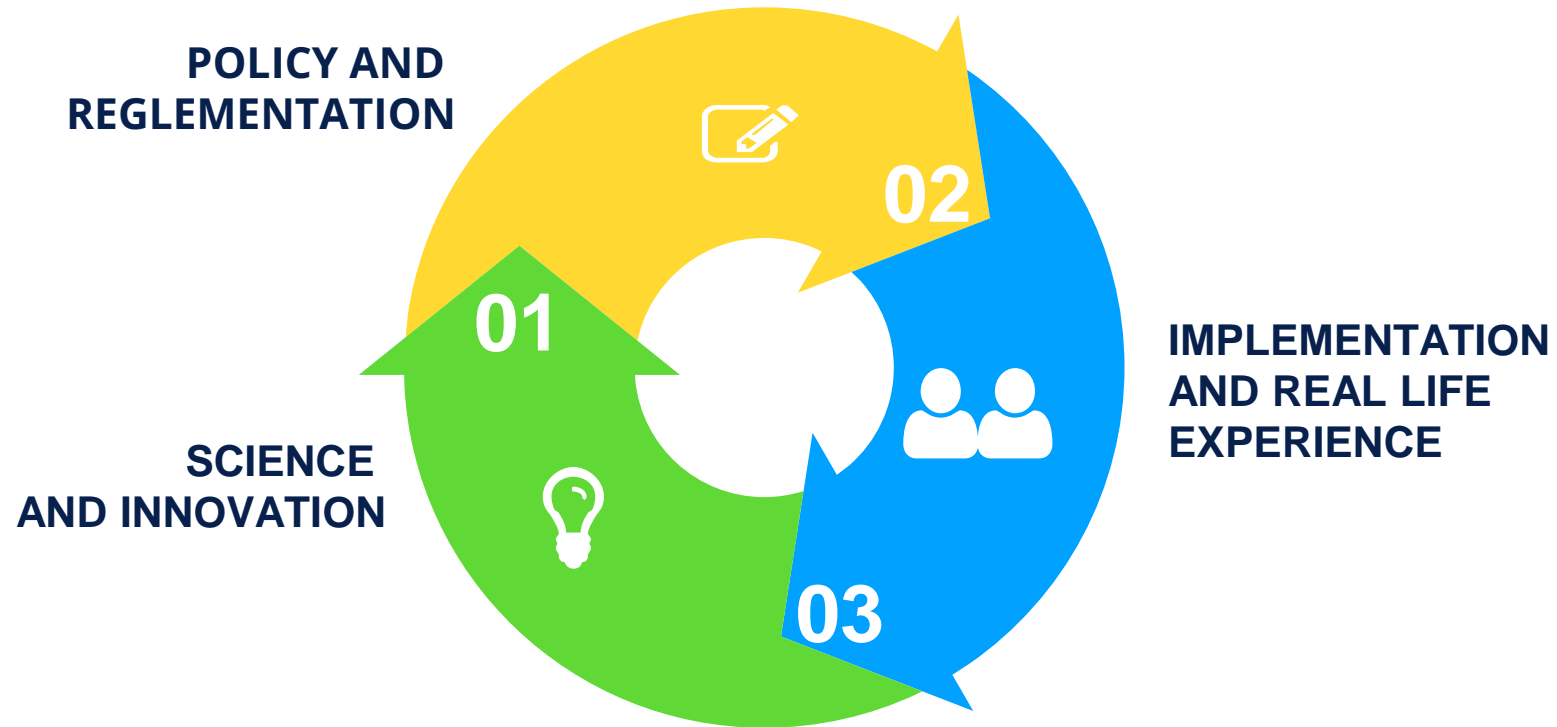 POLICY AND
REGLEMENTATION
02
01
IMPLEMENTATION
AND REAL LIFE
EXPERIENCE
SCIENCE
AND INNOVATION
03